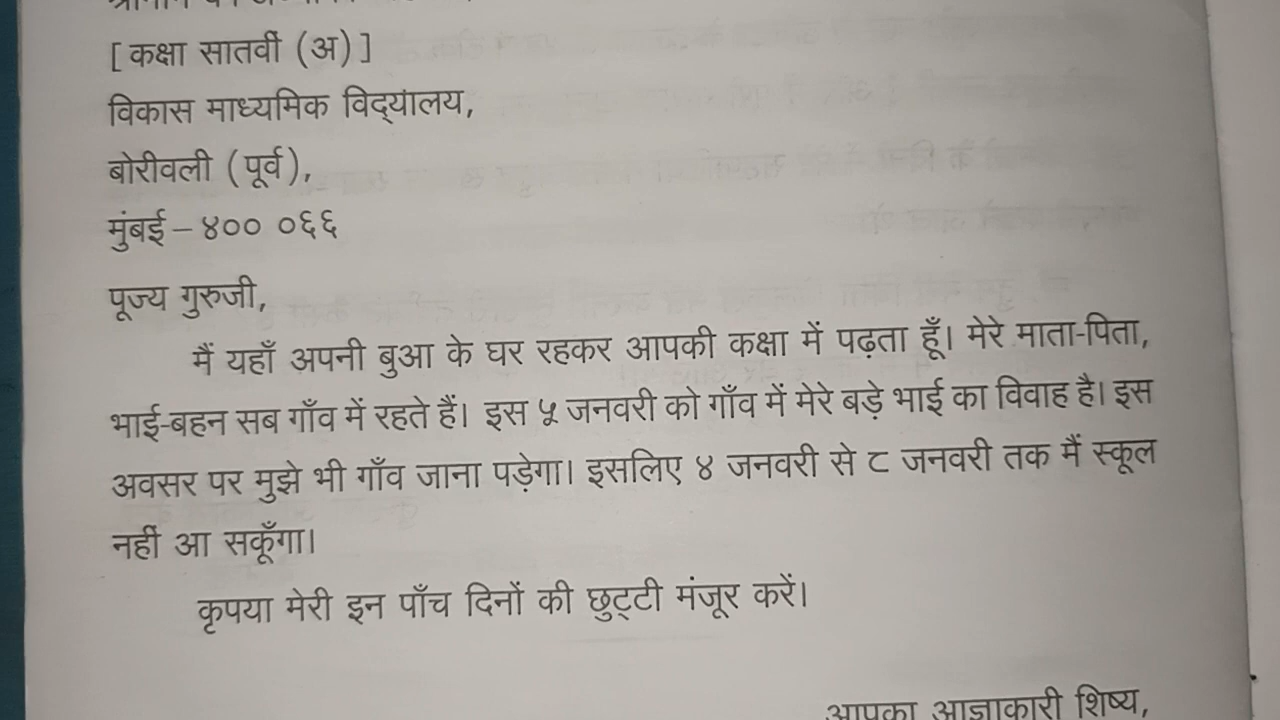 [ कक्षा सातवीं (अ) ]
विकास माध्यमिक विद्‌यालय,
बोरीवली (पूर्व),
मुंबई – ४०० ०६६
पूज्य गुरुजी,
मैं यहाँ अपनी बुआ के घर रहकर आपकी कक्षा में पढ़ता हूँ। मेरे माता-पिता,
भाई-बहन सब गाँव में रहते हैं। इस ५ जनवरी को गाँव में मेरे बड़े भाई का विवाह है। इस
अवसर पर मुझे भी गाँव जाना पड़ेगा। इसलिए ४ जनवरी से ८ जनवरी तक मैं स्कूल
नहीं आ सकूँगा।
कृपया मेरी इन पाँच दिनों की छुट्‌टी मंजूर करें।
आपका आज्ञाकारी शिष्य,